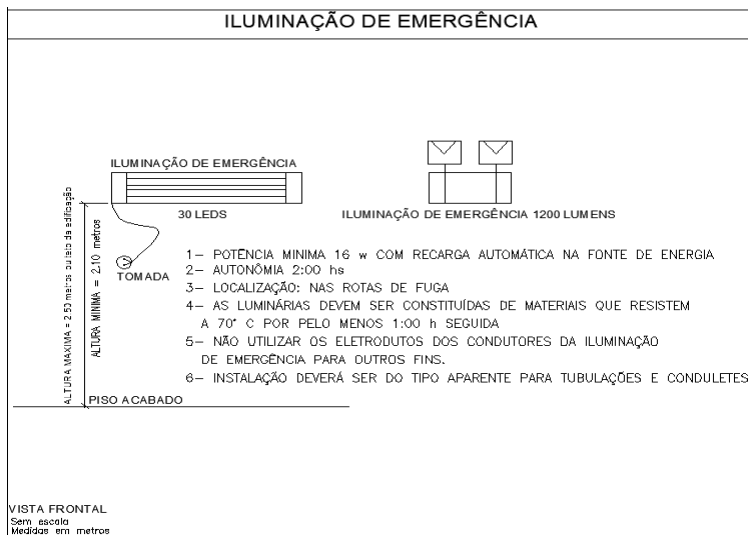 ILUMINAÇÃO DE EMERGÊNCIA
ILUMINAÇÃO DE EMERGÊNCIA
30 LEDS
ILUMINAÇÃO DE EMERGÊNCIA 1200 LUMENS
ALTURA MAXIMA = 2.50 metros ou teto da edificação
ALTURA MINIMA = 2.10 metros
TOMADA
1- POTÊNCIA MINIMA 16 w COM RECARGA AUTOMÁTICA NA FONTE DE ENERGIA
2- AUTONÔMIA 2:00 hs
3- LOCALIZAÇÃO: NAS ROTAS DE FUGA
4- AS LUMINÁRIAS DEVEM SER CONSTITUÍDAS DE MATERIAIS QUE RESISTEM
A 70° C POR PELO MENOS 1:00 h SEGUIDA
5- NÃO UTILIZAR OS ELETRODUTOS DOS CONDUTORES DA ILUMINAÇÃO
DE EMERGÊNCIA PARA OUTROS FINS.
6- INSTALAÇÃO DEVERÁ SER DO TIPO APARENTE PARA TUBULAÇÕES E CONDULETES
PISO ACABADO
VISTA FRONTAL
Sem escala
Medidas em metros